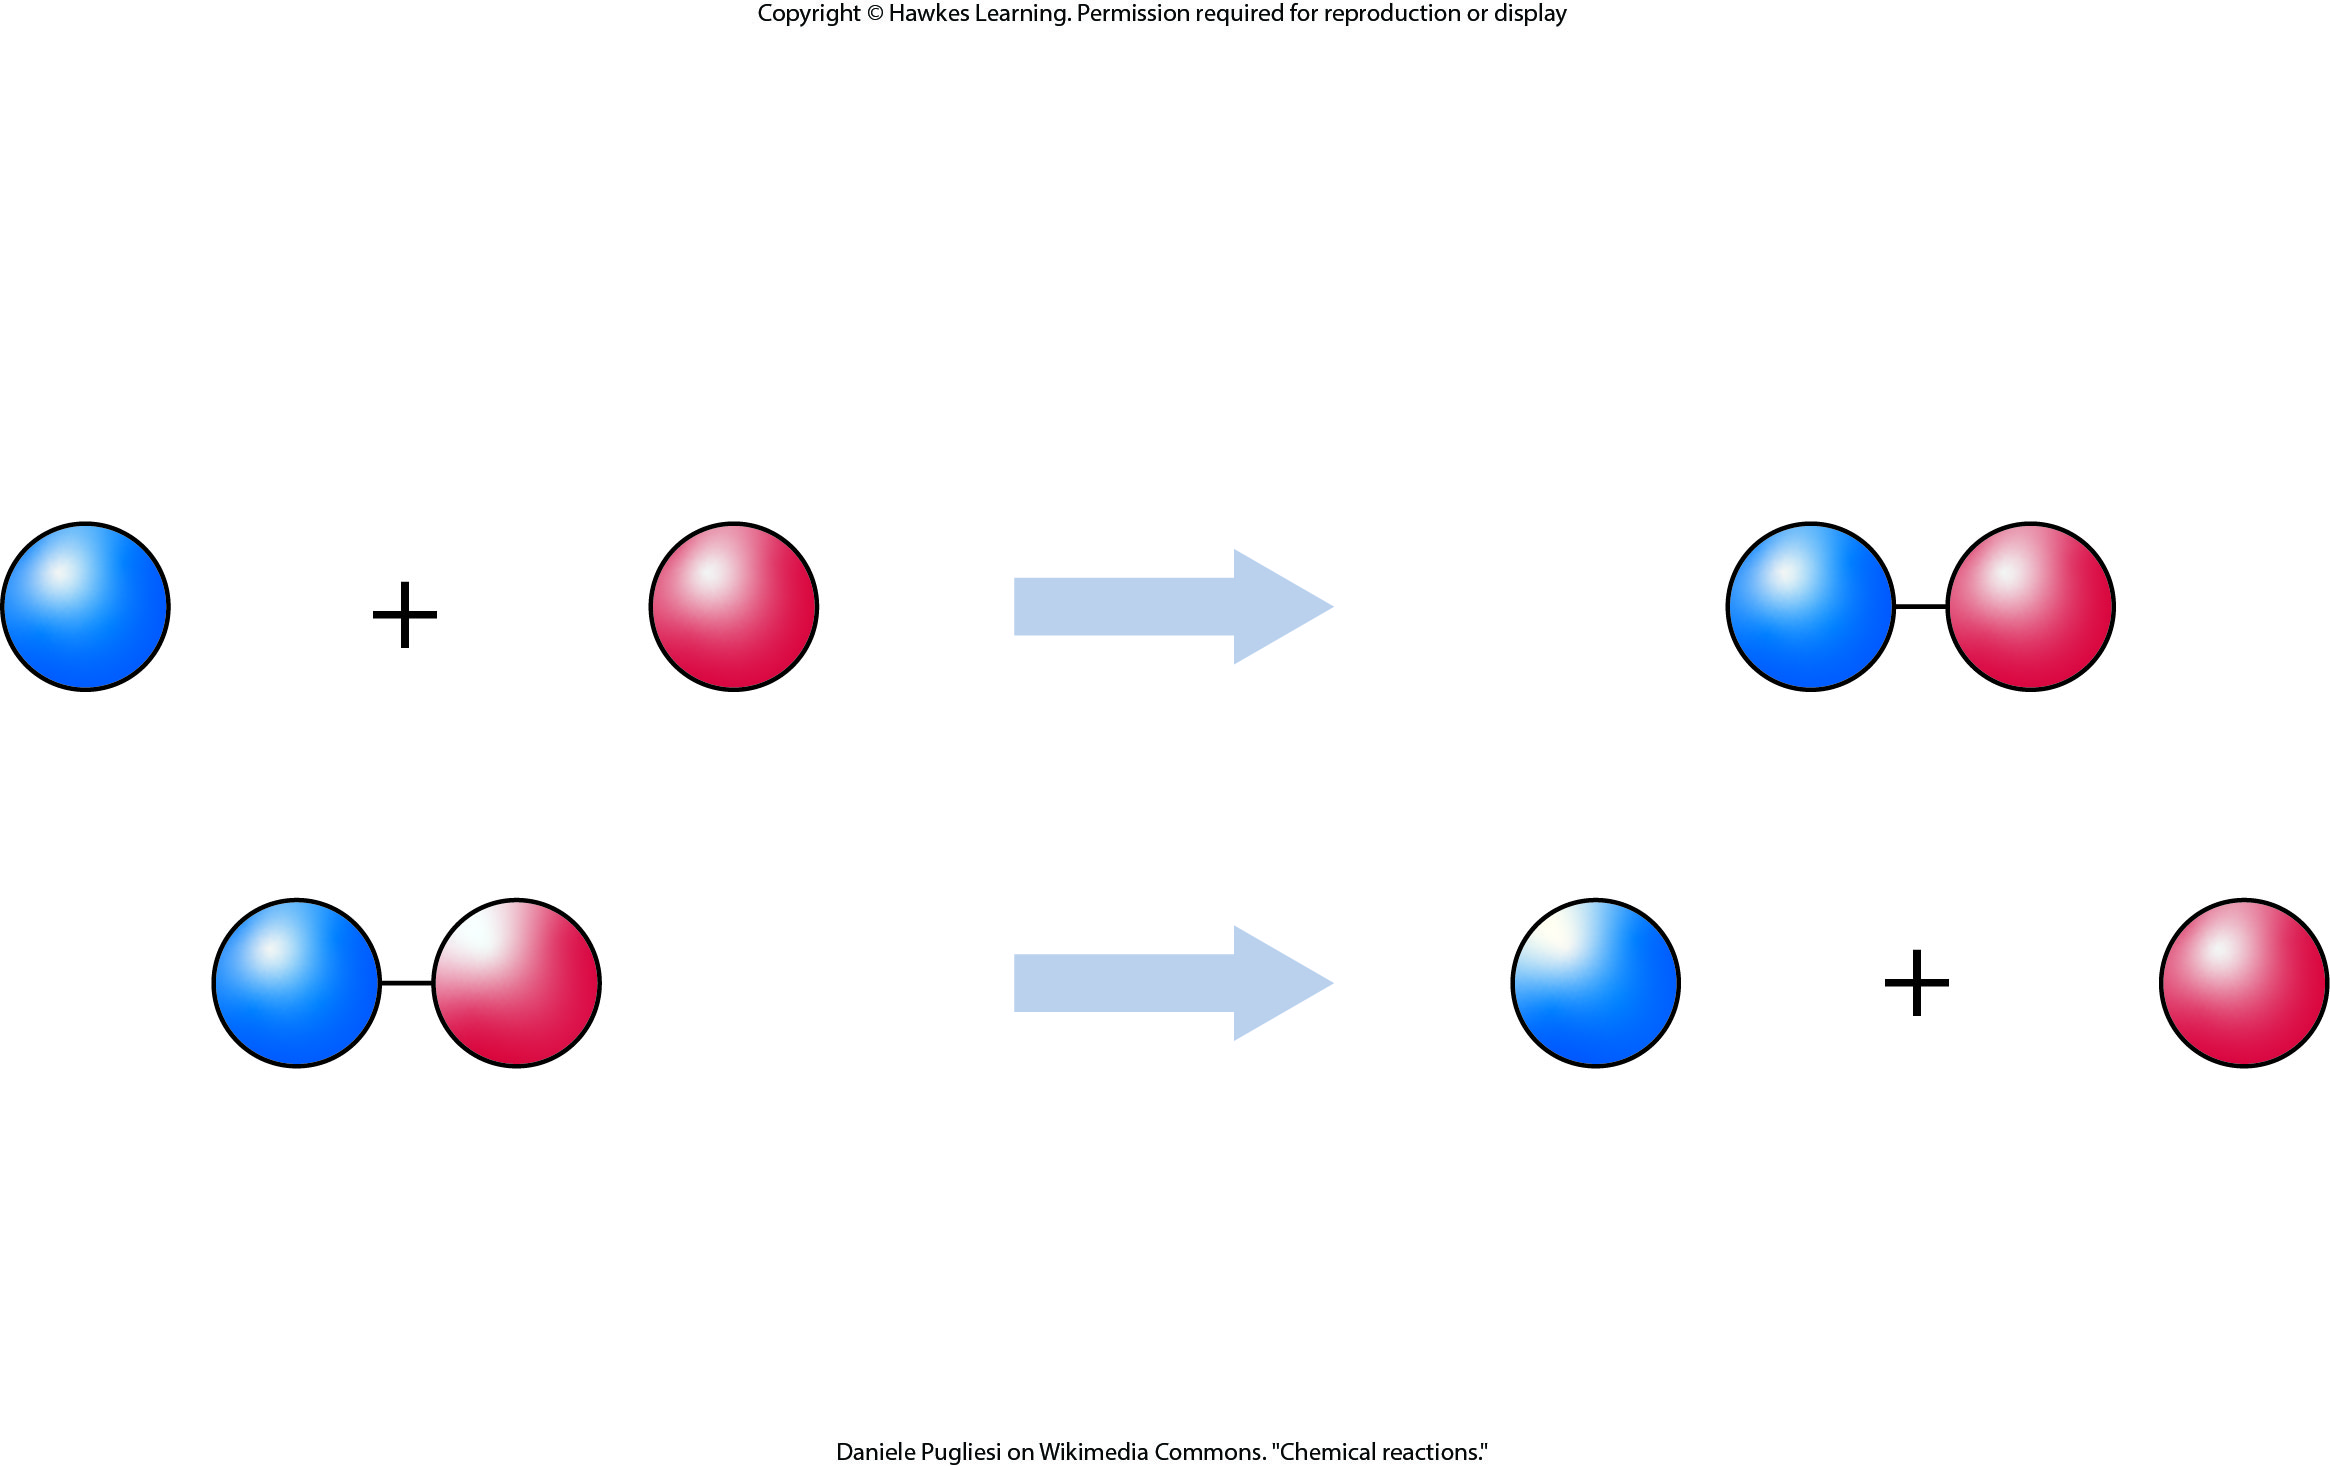 Copyright © Hawkes Learning. Permission required for reproduction or display
+
+
Daniele Pugliesi on Wikimedia Commons. "Chemical reactions."